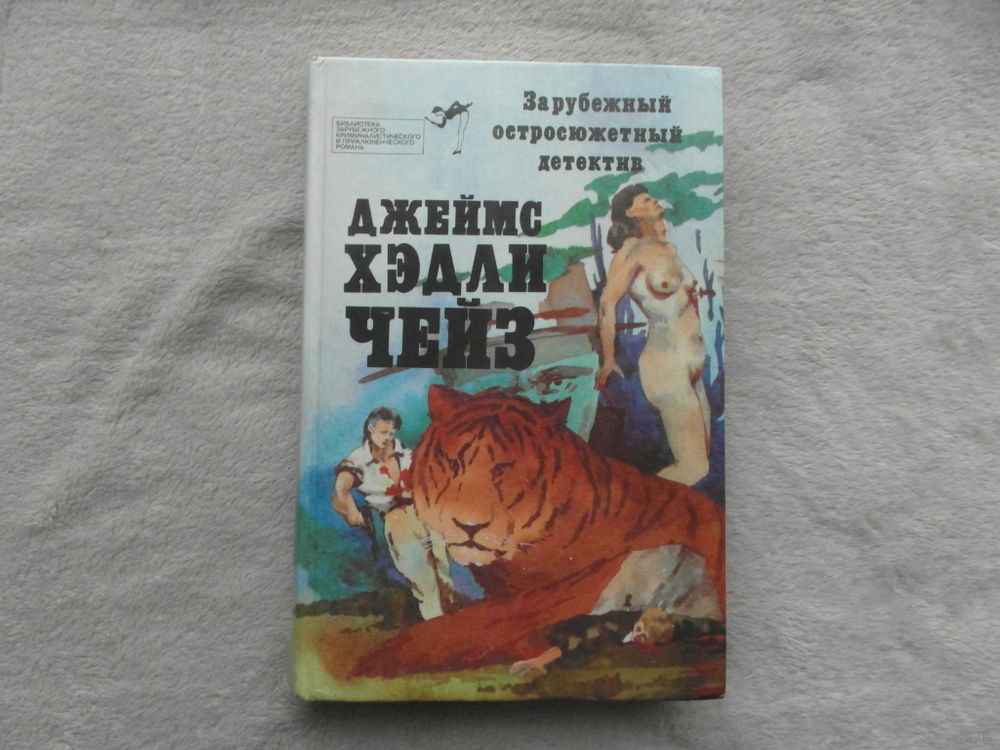 БИБЛИОТЕКА
ЗАРУБЕЖНОГО
КРИМИНАЛИСТИЧЕСКОГО
И ПРИКЛЮЧЕНЧЕСКОГО
РОМАНА
Зарубежный
остросюжетный
детектив
ДЖЕЙМС
ХЭДЛИ
ЧЕЙЗ